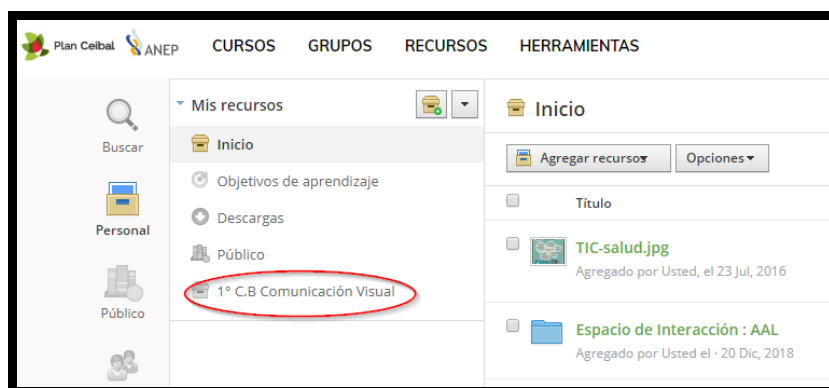 Plan Ceibal ANEP CURSOS GRUPOS RECURSOS HERRAMIENTAS
Buscar
Personal
Público
Mis recursos
Inicio
Objetivos de aprendizaje
Descargas
Público
1° C.B Comunicación Visual
Inicio
Agregar recursos Opciones
Título
TIC-salud.jpg
Agregado por Usted, el 23 Jul, 2016
Espacio de Interacción : AAL
Agregado por Usted el · 20 Dic, 2018